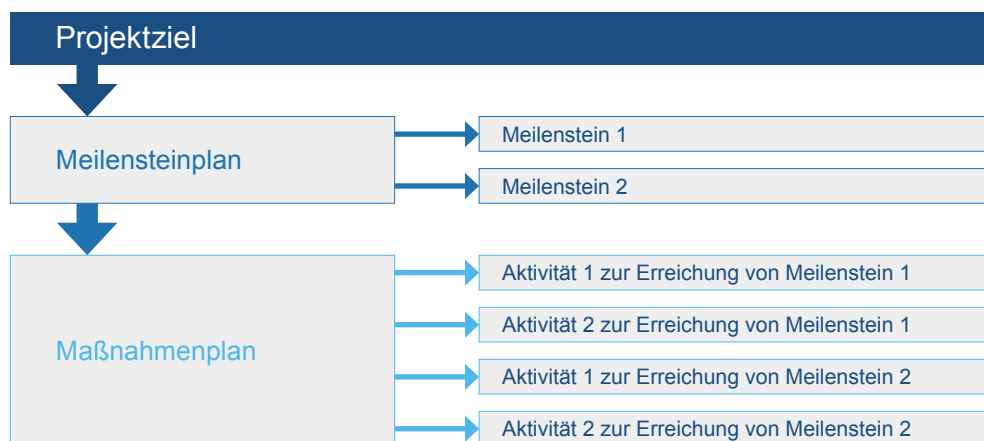 Projektziel
Meilensteinplan
Meilenstein 1
Meilenstein 2
Maßnahmenplan
Aktivität 1 zur Erreichung von Meilenstein 1
Aktivität 2 zur Erreichung von Meilenstein 1
Aktivität 1 zur Erreichung von Meilenstein 2
Aktivität 2 zur Erreichung von Meilenstein 2